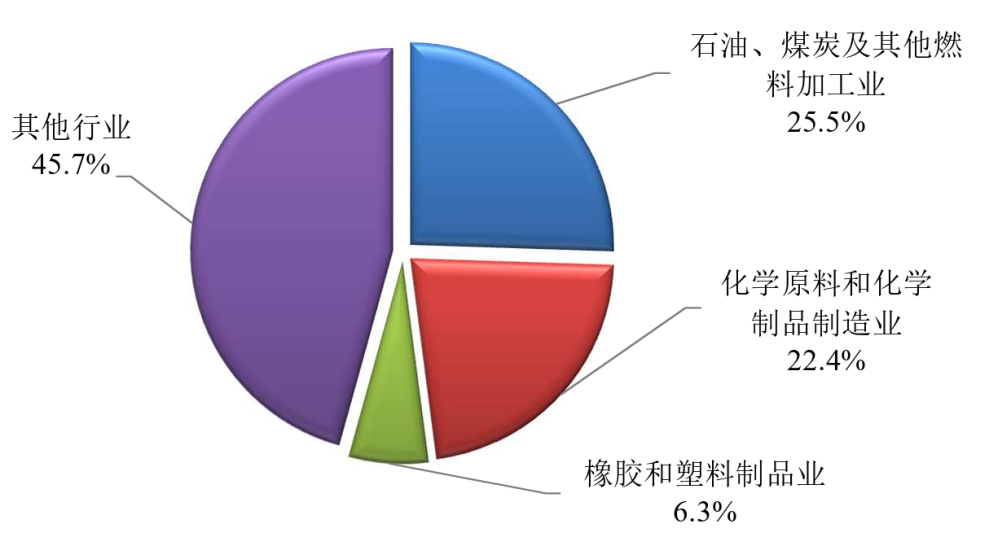 石油、煤炭及其他燃
料加工业
25.5%
其他行业
45.7%
化学原料和化学
制品制造业
22.4%
橡胶和塑料制品业
6.3%